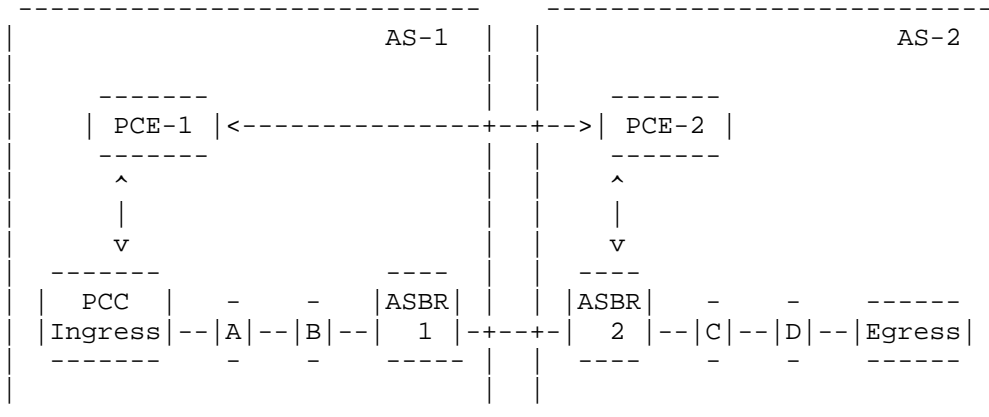 AS-1 AS-2
PCE-1 PCE-2
PCC ASBR ASBR
Ingress A B 1 2 C D Egress